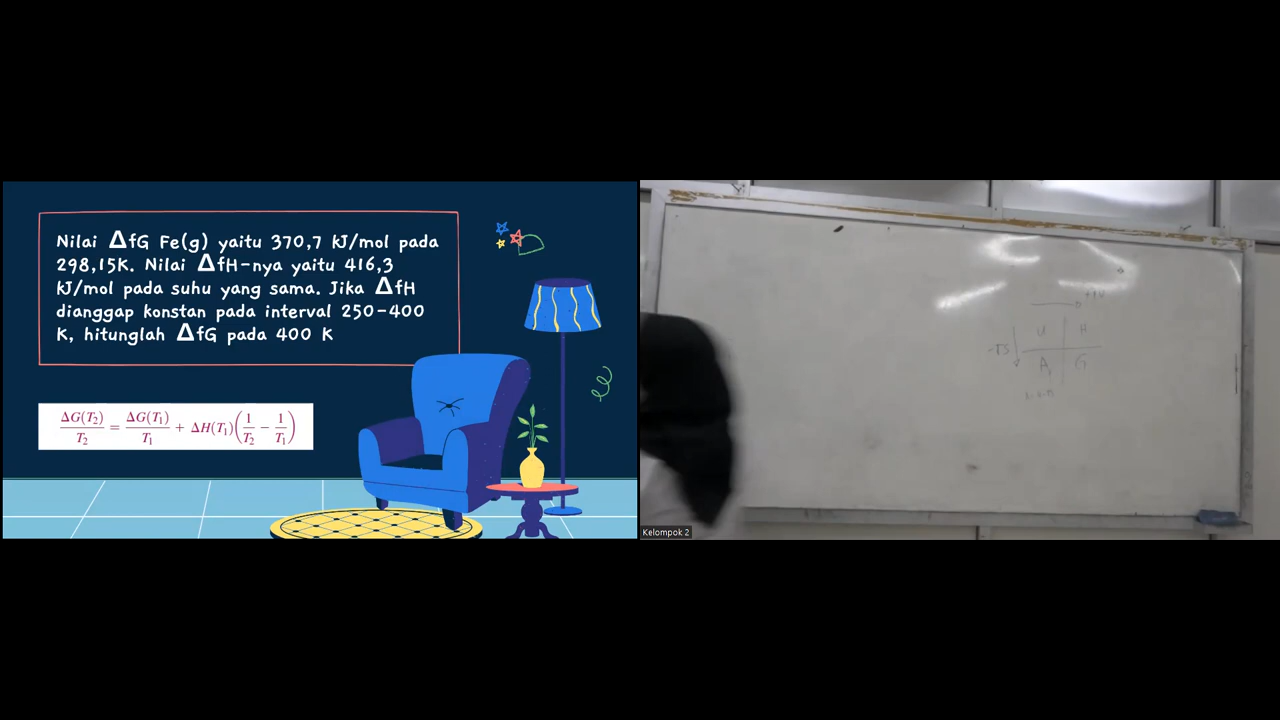 Nilai ΔfG Fe(g) yaitu 370,7 kJ/mol pada
298,15K. Nilai ΔfH-nya yaitu 416,3
kJ/mol pada suhu yang sama. Jika ΔfH
dianggap konstan pada interval 250-400
K, hitunglah ΔfG pada 400 K
ΔG(T₂)/T₂ = ΔG(T₁)/T₁ + ΔH(T₁)(1/T₂ − 1/T₁)
U H
-TS
A G
Kelompok 2